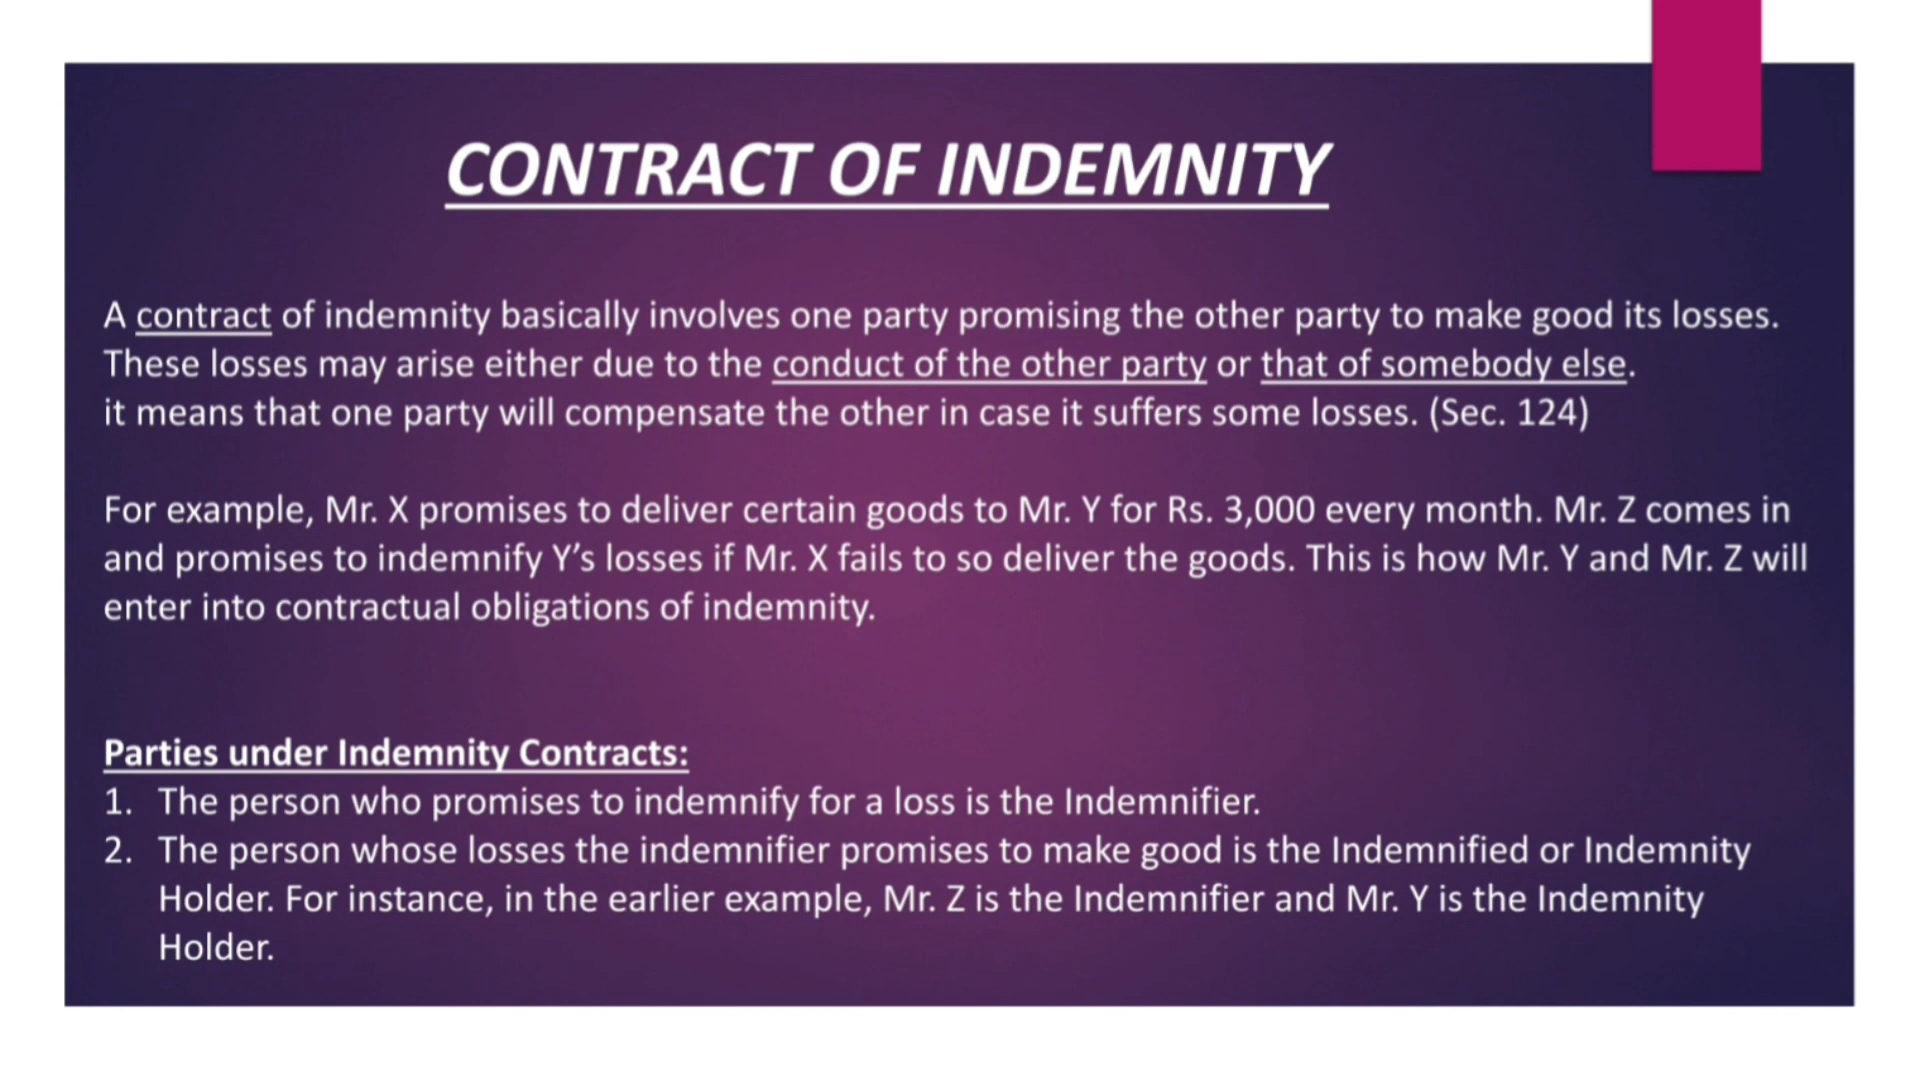 CONTRACT OF INDEMNITY
A contract of indemnity basically involves one party promising the other party to make good its losses.
These losses may arise either due to the conduct of the other party or that of somebody else.
it means that one party will compensate the other in case it suffers some losses. (Sec. 124)
For example, Mr. X promises to deliver certain goods to Mr. Y for Rs. 3,000 every month. Mr. Z comes in
and promises to indemnify Y’s losses if Mr. X fails to so deliver the goods. This is how Mr. Y and Mr. Z will
enter into contractual obligations of indemnity.
Parties under Indemnity Contracts:
1. The person who promises to indemnify for a loss is the Indemnifier.
2. The person whose losses the indemnifier promises to make good is the Indemnified or Indemnity
Holder. For instance, in the earlier example, Mr. Z is the Indemnifier and Mr. Y is the Indemnity
Holder.